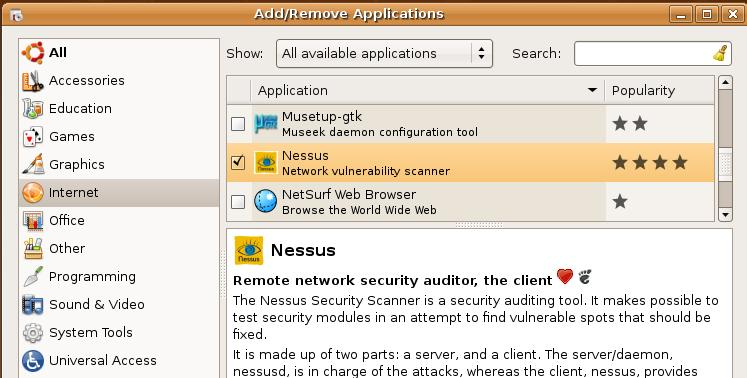 Add/Remove Applications
All
Accessories
Education
Games
Graphics
Internet
Office
Other
Programming
Sound & Video
System Tools
Universal Access
Show: All available applications Search:
Application Popularity
Musetup-gtk
Museek daemon configuration tool
Nessus
Network vulnerability scanner
NetSurf Web Browser
Browse the World Wide Web
Nessus Nessus
Remote network security auditor, the client
The Nessus Security Scanner is a security auditing tool. It makes possible to
test security modules in an attempt to find vulnerable spots that should be
fixed.
It is made up of two parts: a server, and a client. The server/daemon,
nessusd, is in charge of the attacks, whereas the client, nessus, provides